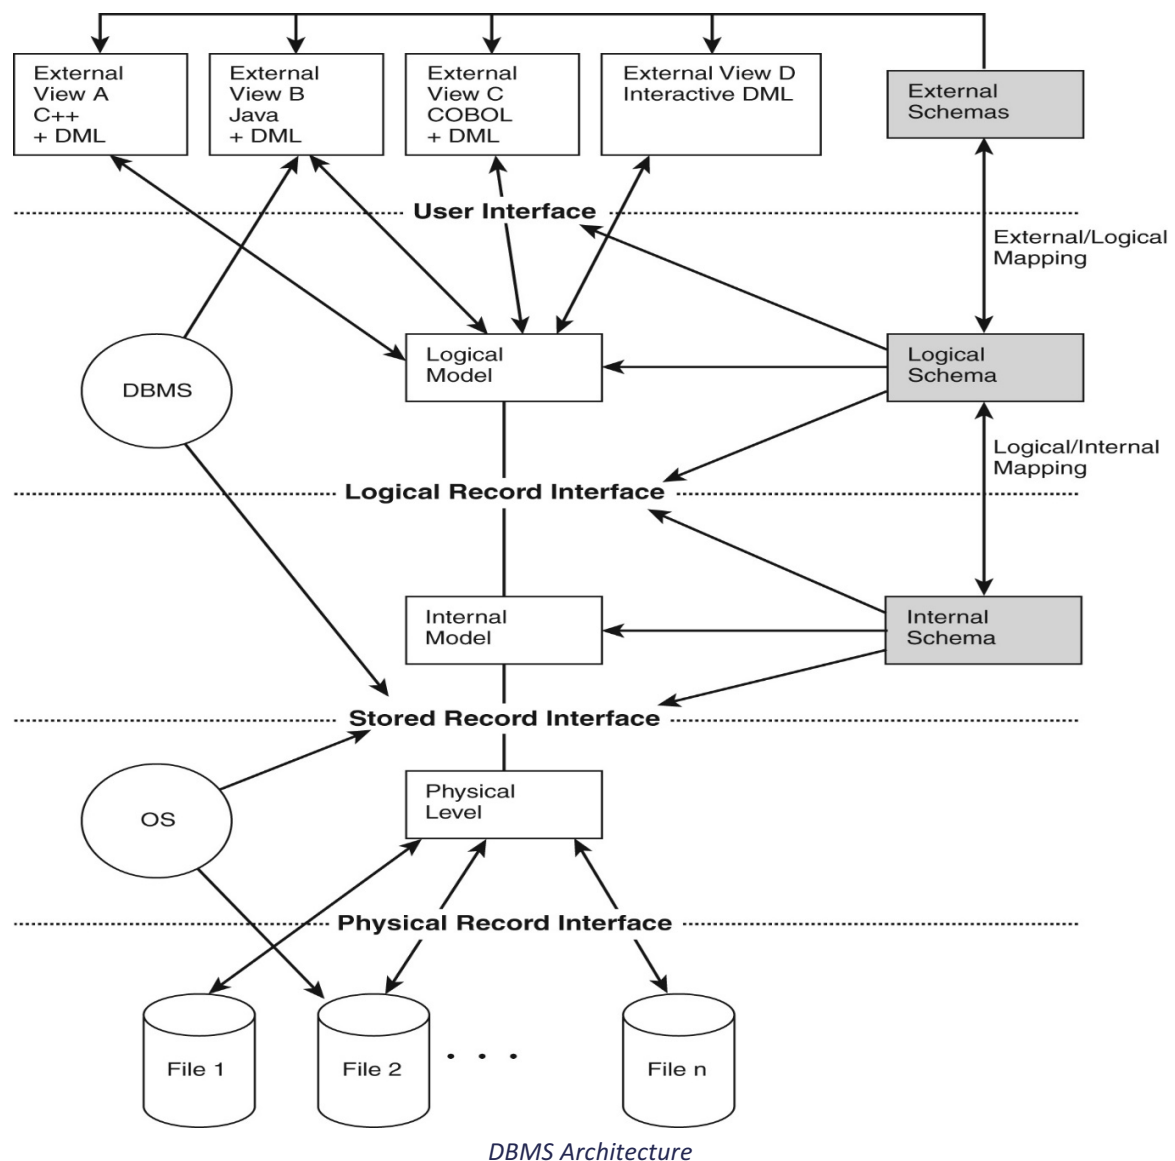 External
View A
C++
+ DML
External
View B
Java
+ DML
External
View C
COBOL
+ DML
External View D
Interactive DML
External
Schemas
User Interface
External/Logical
Mapping
DBMS
Logical
Model
Logical
Schema
Logical/Internal
Mapping
Logical Record Interface
Internal
Model
Internal
Schema
Stored Record Interface
OS
Physical
Level
Physical Record Interface
File 1
File 2
. . .
File n
DBMS Architecture